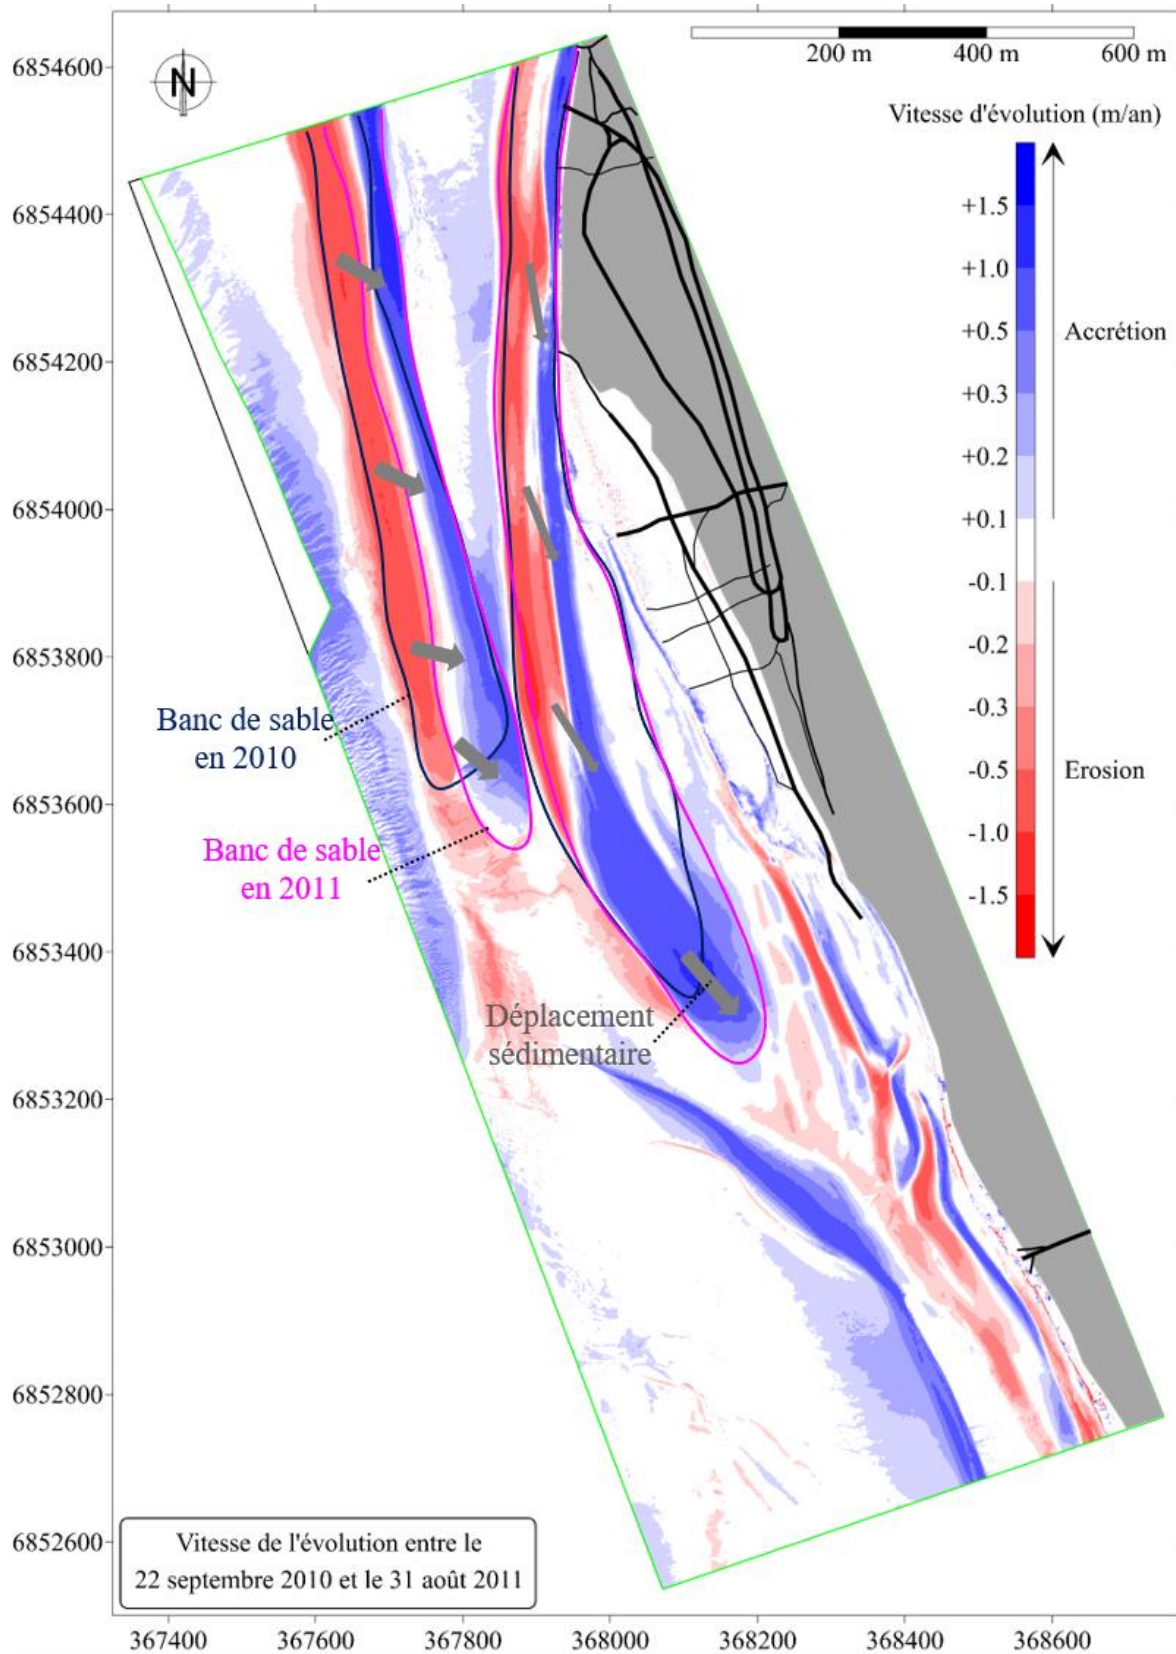 200 m
400 m
600 m
N
Vitesse d'évolution (m/an)
+1.5
+1.0
+0.5
+0.3
+0.2
+0.1
-0.1
-0.2
-0.3
-0.5
-1.0
-1.5
Accrétion
Erosion
6854600
6854400
6854200
6854000
6853800
6853600
6853400
6853200
6853000
6852800
6852600
Banc de sable
en 2010
Banc de sable
en 2011
Déplacement
sédimentaire
Vitesse de l'évolution entre le
22 septembre 2010 et le 31 août 2011
367400
367600
367800
368000
368200
368400
368600